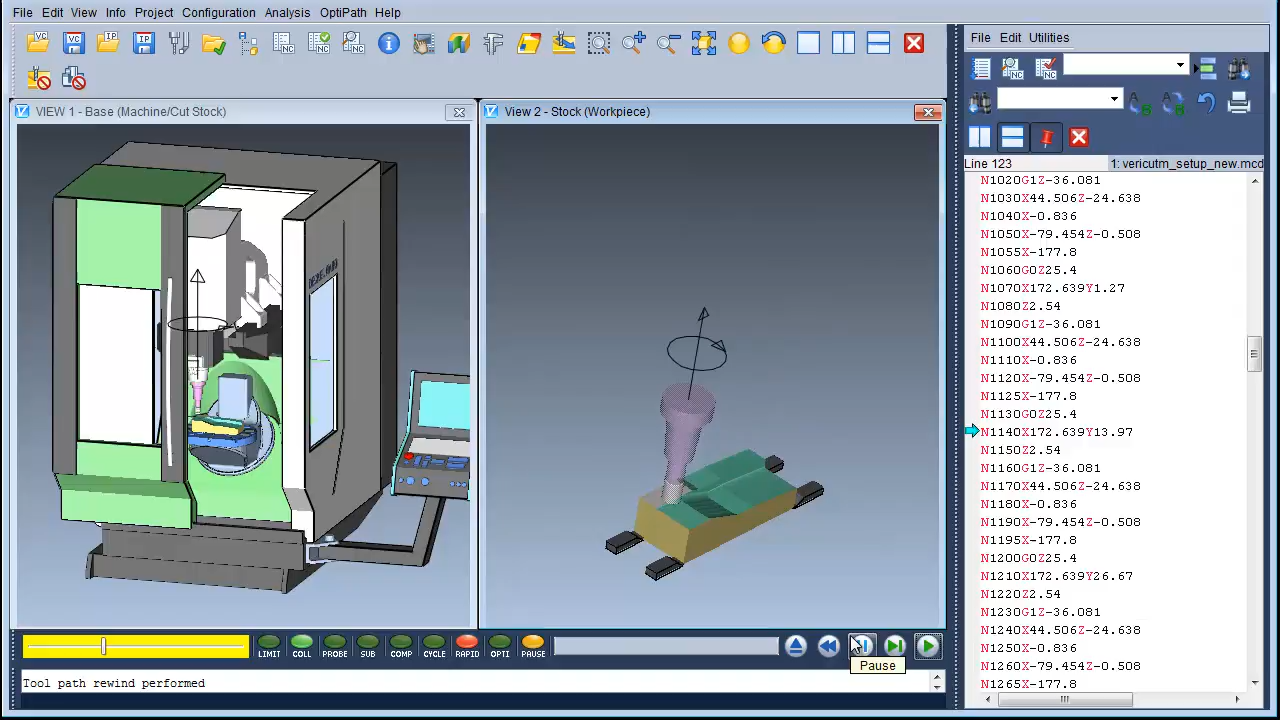 File Edit View Info Project Configuration Analysis OptiPath Help
File Edit Utilities
VIEW 1 - Base (Machine/Cut Stock)
View 2 - Stock (Workpiece)
Line 123
1: vericutm_setup_new.mcd
N1020G1Z-36.081
N1030X44.506Z-24.638
N1040X-0.836
N1050X-79.454Z-0.508
N1055X-177.8
N1060G0Z25.4
N1070X172.639Y1.27
N1080Z2.54
N1090G1Z-36.081
N1100X44.506Z-24.638
N1110X-0.836
N1120X-79.454Z-0.508
N1125X-177.8
N1130G0Z25.4
N1140X172.639Y13.97
N1150Z2.54
N1160G1Z-36.081
N1170X44.506Z-24.638
N1180X-0.836
N1190X-79.454Z-0.508
N1195X-177.8
N1200G0Z25.4
N1210X172.639Y26.67
N1220Z2.54
N1230G1Z-36.081
N1240X44.506Z-24.638
N1250X-0.836
N1260X-79.454Z-0.508
N1265X-177.8
LIMIT COLL PROBE SUB COMP CYCLE RAPID OPTI PAUSE
Pause
Tool path rewind performed